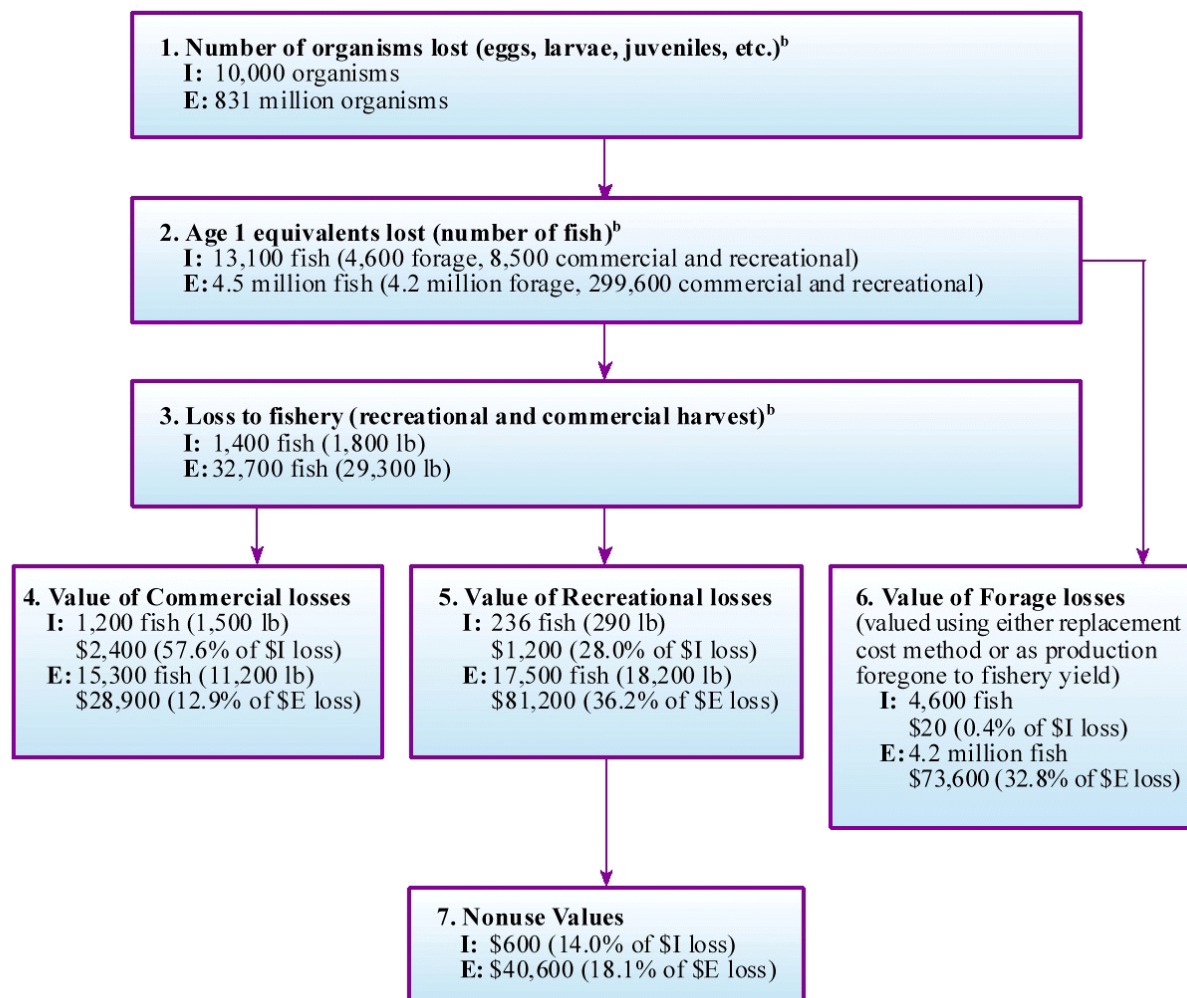 1. Number of organisms lost (eggs, larvae, juveniles, etc.)ᵇ
I: 10,000 organisms
E: 831 million organisms
2. Age 1 equivalents lost (number of fish)ᵇ
I: 13,100 fish (4,600 forage, 8,500 commercial and recreational)
E: 4.5 million fish (4.2 million forage, 299,600 commercial and recreational)
3. Loss to fishery (recreational and commercial harvest)ᵇ
I: 1,400 fish (1,800 lb)
E: 32,700 fish (29,300 lb)
4. Value of Commercial losses
I: 1,200 fish (1,500 lb)
$2,400 (57.6% of $I loss)
E: 15,300 fish (11,200 lb)
$28,900 (12.9% of $E loss)
5. Value of Recreational losses
I: 236 fish (290 lb)
$1,200 (28.0% of $I loss)
E: 17,500 fish (18,200 lb)
$81,200 (36.2% of $E loss)
6. Value of Forage losses
(valued using either replacement
cost method or as production
foregone to fishery yield)
I: 4,600 fish
$20 (0.4% of $I loss)
E: 4.2 million fish
$73,600 (32.8% of $E loss)
7. Nonuse Values
I: $600 (14.0% of $I loss)
E: $40,600 (18.1% of $E loss)